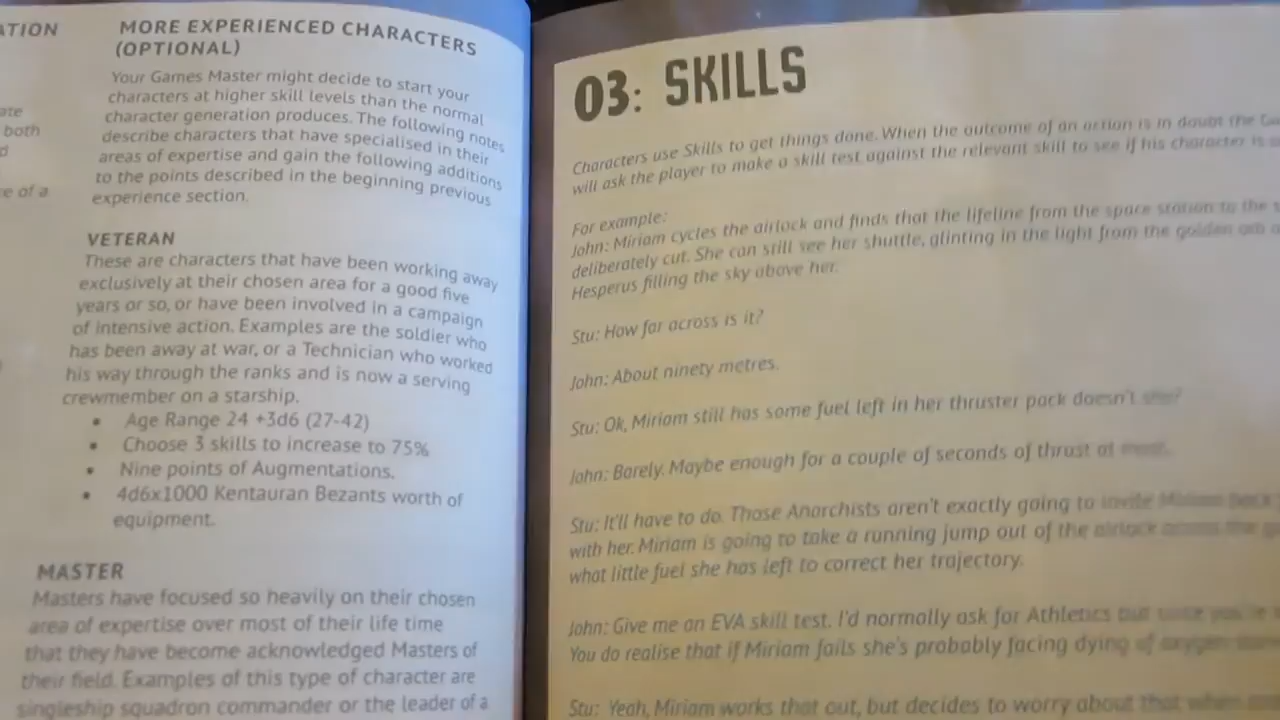 ATION
ate
both
d
ce of a
MORE EXPERIENCED CHARACTERS
(OPTIONAL)
Your Games Master might decide to start your
characters at higher skill levels than the normal
character generation produces. The following notes
describe characters that have specialised in their
areas of expertise and gain the following additions
to the points described in the beginning previous
experience section.
VETERAN
These are characters that have been working away
exclusively at their chosen area for a good five
years or so, or have been involved in a campaign
of intensive action. Examples are the soldier who
has been away at war, or a Technician who worked
his way through the ranks and is now a serving
crewmember on a starship.
• Age Range 24 +3d6 (27-42)
• Choose 3 skills to increase to 75%
• Nine points of Augmentations.
• 4d6x1000 Kentauran Bezants worth of
equipment.
MASTER
Masters have focused so heavily on their chosen
area of expertise over most of their life time
that they have become acknowledged Masters of
their field. Examples of this type of character are
singleship squadron commander or the leader of a
03: SKILLS
Characters use Skills to get things done. When the outcome of an action is in doubt the
will ask the player to make a skill test against the relevant skill to see if his character is
For example:
John: Miriam cycles the airlock and finds that the lifeline from the space station to the
deliberately cut. She can still see her shuttle, glinting in the light from the golden orb
Hesperus filling the sky above her.
Stu: How far across is it?
John: About ninety metres.
Stu: Ok, Miriam still has some fuel left in her thruster pack doesn't she?
John: Barely. Maybe enough for a couple of seconds of thrust at most.
Stu: It'll have to do. Those Anarchists aren't exactly going to invite Miriam back
with her. Miriam is going to take a running jump out of the airlock across the
what little fuel she has left to correct her trajectory.
John: Give me an EVA skill test. I'd normally ask for Athletics but
You do realise that if Miriam fails she's probably facing dying of oxygen
Stu: Yeah, Miriam works that out, but decides to worry about that when